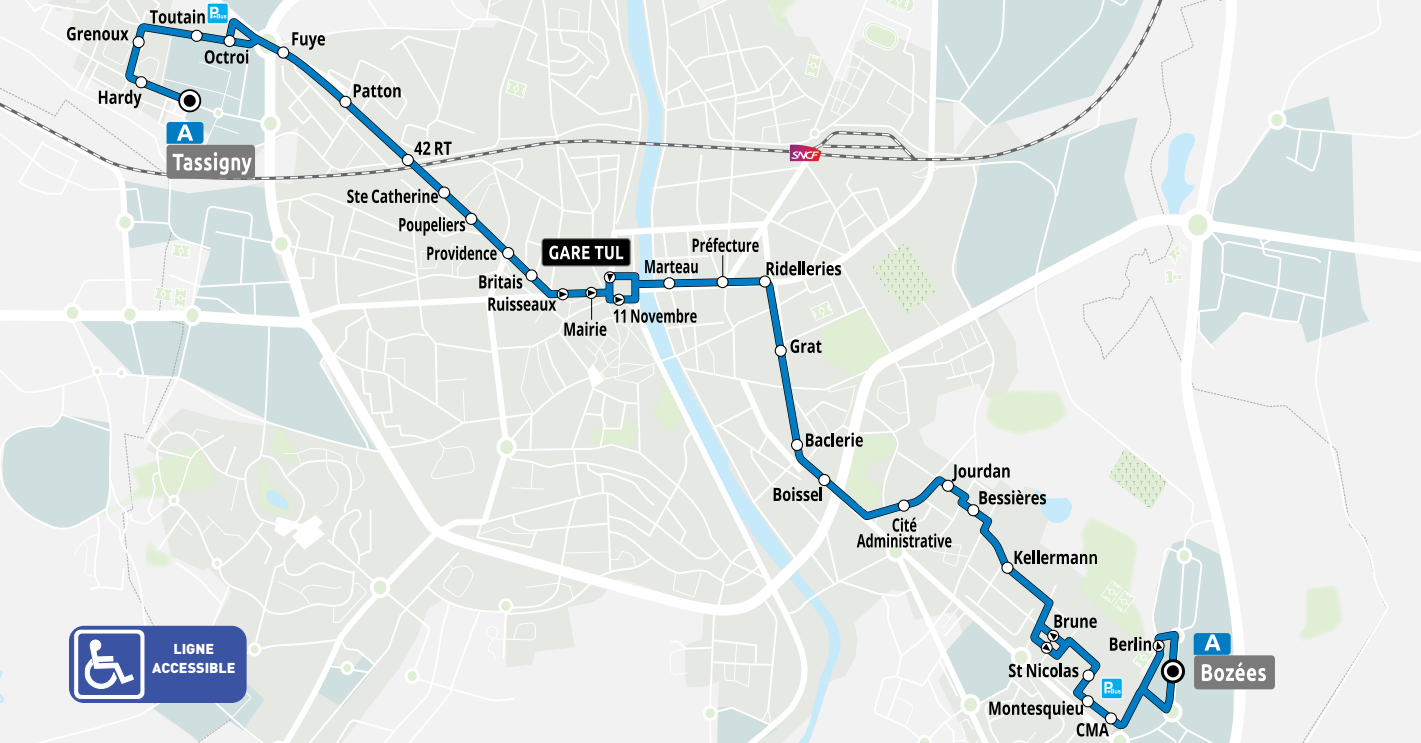 Toutain
P+Bus
Grenoux
Octroi
Fuye
Hardy
Patton
A
Tassigny
42 RT
SNCF
Ste Catherine
Poupeliers
Providence
GARE TUL
Préfecture
Marteau
Ridelleries
Britais
Ruisseaux
11 Novembre
Mairie
Grat
Baclerie
Jourdan
Boissel
Bessières
Cité
Administrative
Kellermann
Brune
LIGNE
ACCESSIBLE
Berlin
A
St Nicolas
Bozées
P+Bus
Montesquieu
CMA